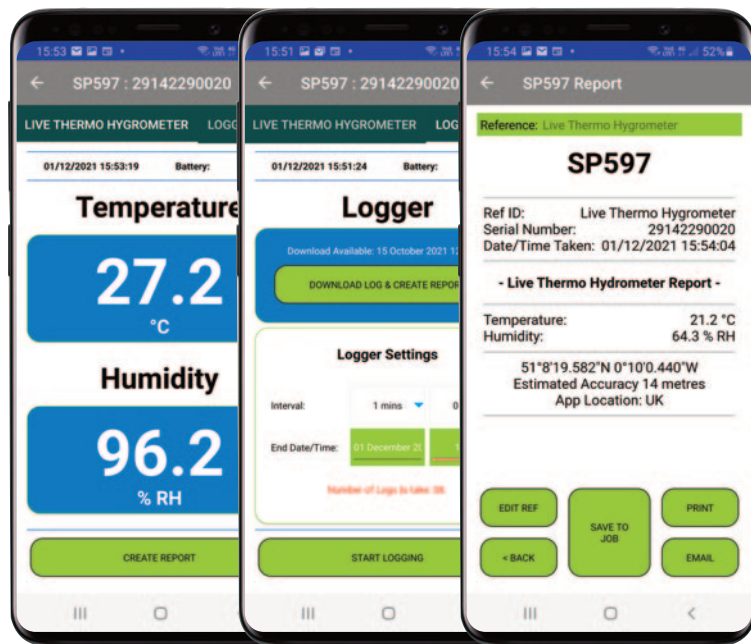 15:53
SP597 : 29142290020
LIVE THERMO HYGROMETER LOGG
01/12/2021 15:53:19 Battery:
Temperature
27.2
°C
Humidity
96.2
% RH
CREATE REPORT
15:51
SP597 : 29142290020
LIVE THERMO HYGROMETER LOG
01/12/2021 15:51:24 Battery:
Logger
Download Available: 15 October 2021
DOWNLOAD LOG & CREATE REPOR
Logger Settings
Interval: 1 mins 0
End Date/Time: 01 December 20 1
Number of Logs to take:
START LOGGING
15:54 52%
SP597 Report
Reference: Live Thermo Hygrometer
SP597
Ref ID: Live Thermo Hygrometer
Serial Number: 29142290020
Date/Time Taken: 01/12/2021 15:54:04
- Live Thermo Hydrometer Report -
Temperature: 21.2 °C
Humidity: 64.3 % RH
51°8'19.582"N 0°10'0.440"W
Estimated Accuracy 14 metres
App Location: UK
EDIT REF
SAVE TO
JOB
PRINT
< BACK
EMAIL